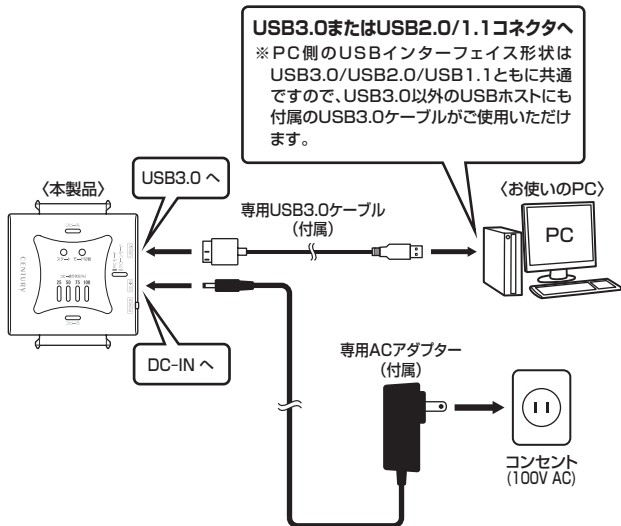 USB3.0またはUSB2.0/1.1コネクタへ
※PC側のUSBインターフェイス形状は
USB3.0/USB2.0/USB1.1ともに共通
ですので、USB3.0以外のUSBホストにも
付属のUSB3.0ケーブルがご使用いただけ
ます。
〈本製品〉
USB3.0 へ
専用USB3.0ケーブル
(付属)
〈お使いのPC〉
PC
CENTURY
25 50 75 100
DC-IN へ
専用ACアダプター
(付属)
コンセント
(100V AC)